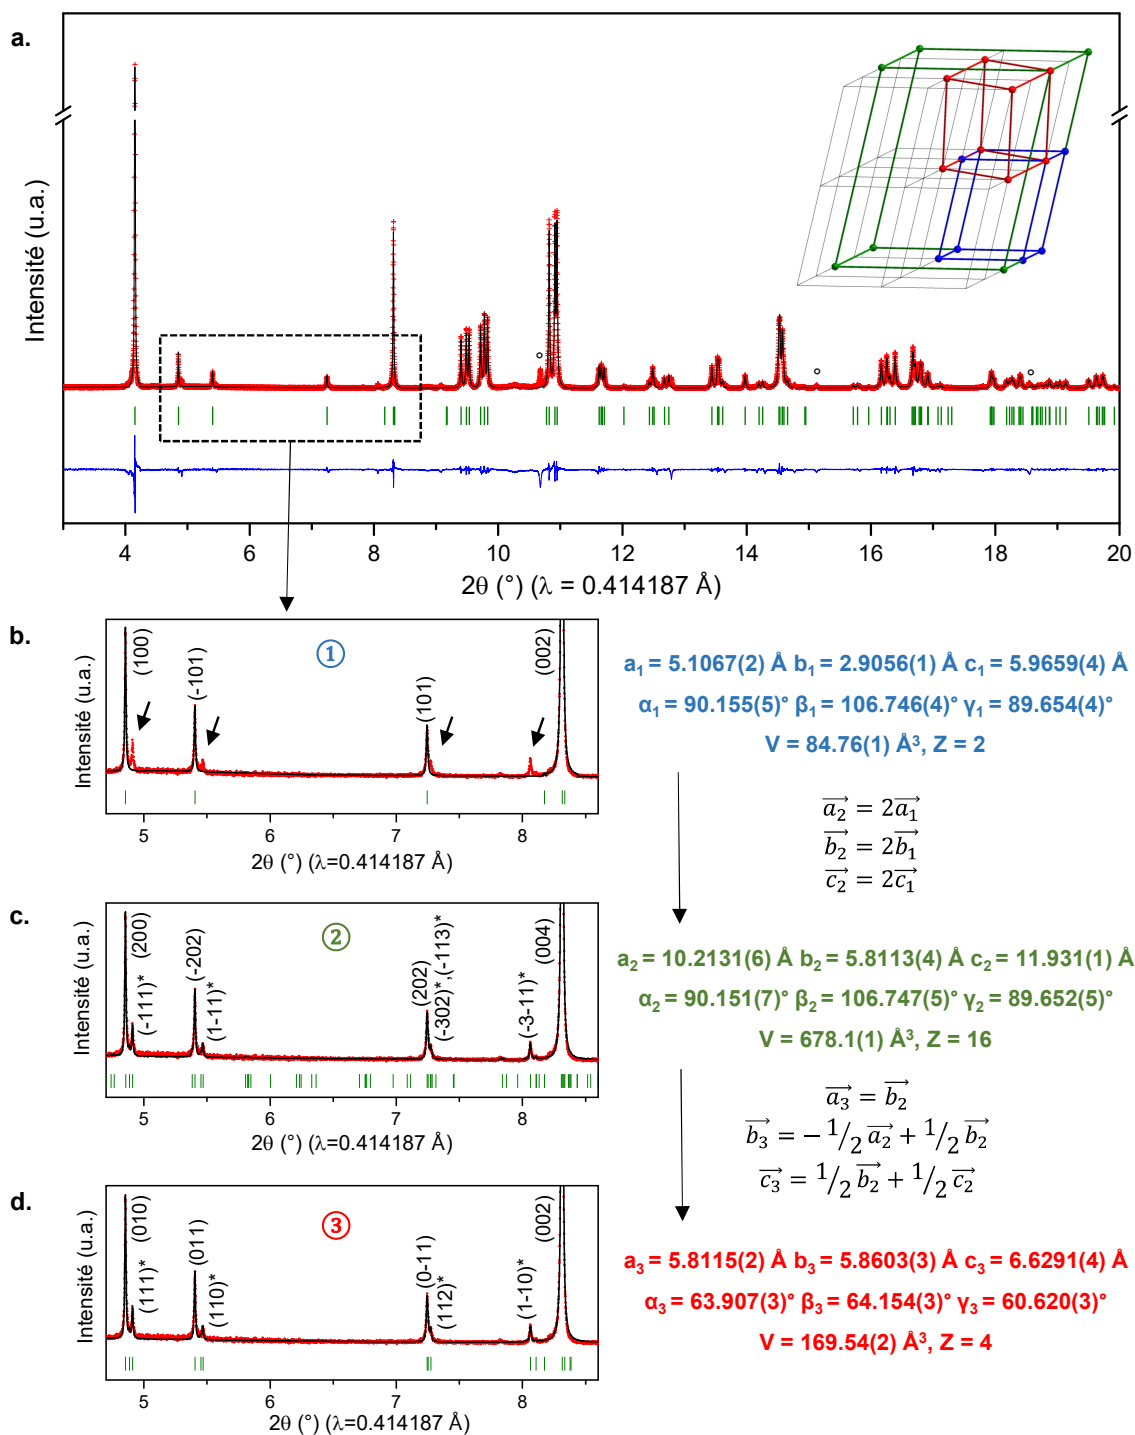 a.
Intensité (u.a.)
4 6 8 10 12 14 16 18 20
2θ (°) (λ = 0.414187 Å)
b.
Intensité (u.a.)
(100)
(-101)
①
(101)
(002)
5 6 7 8
2θ (°) (λ=0.414187 Å)
a₁ = 5.1067(2) Å b₁ = 2.9056(1) Å c₁ = 5.9659(4) Å
α₁ = 90.155(5)° β₁ = 106.746(4)° γ₁ = 89.654(4)°
V = 84.76(1) Å³, Z = 2
a₂ = 2a₁
b₂ = 2b₁
c₂ = 2c₁
c.
Intensité (u.a.)
(200)
(-111)*
(-202)
(1-11)*
②
(202)
(-302)*,(-113)*
(-3-11)*
(004)
5 6 7 8
2θ (°) (λ=0.414187 Å)
a₂ = 10.2131(6) Å b₂ = 5.8113(4) Å c₂ = 11.931(1) Å
α₂ = 90.151(7)° β₂ = 106.747(5)° γ₂ = 89.652(5)°
V = 678.1(1) Å³, Z = 16
a₃ = b₂
b₃ = − 1/2 a₂ + 1/2 b₂
c₃ = 1/2 b₂ + 1/2 c₂
d.
Intensité (u.a.)
(010)
(111)*
(011)
(110)*
③
(0-11)
(112)*
(1-10)*
(002)
5 6 7 8
2θ (°) (λ=0.414187 Å)
a₃ = 5.8115(2) Å b₃ = 5.8603(3) Å c₃ = 6.6291(4) Å
α₃ = 63.907(3)° β₃ = 64.154(3)° γ₃ = 60.620(3)°
V = 169.54(2) Å³, Z = 4